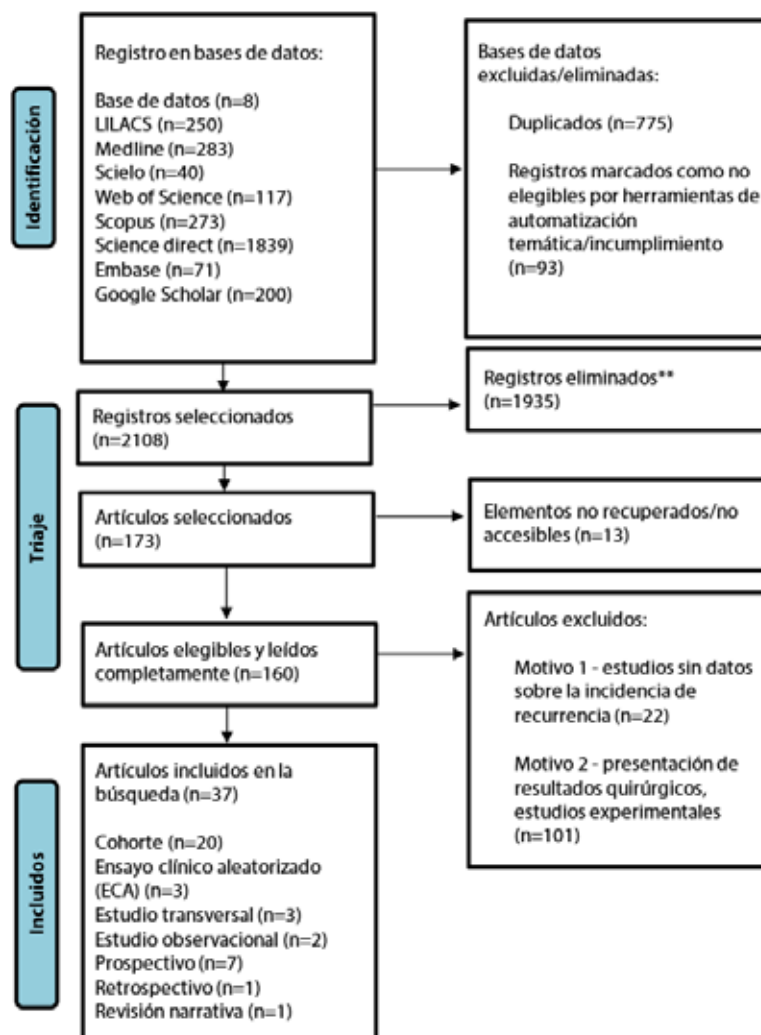 Identificación
Registro en bases de datos:
Base de datos (n=8)
LILACS (n=250)
Medline (n=283)
Scielo (n=40)
Web of Science (n=117)
Scopus (n=273)
Science direct (n=1839)
Embase (n=71)
Google Scholar (n=200)
Bases de datos
excluidas/eliminadas:
Duplicados (n=775)
Registros marcados como no
elegibles por herramientas de
automatización
temática/incumplimiento
(n=93)
Triaje
Registros seleccionados
(n=2108)
Registros eliminados**
(n=1935)
Artículos seleccionados
(n=173)
Elementos no recuperados/no
accesibles (n=13)
Artículos elegibles y leídos
completamente (n=160)
Artículos excluidos:
Motivo 1 - estudios sin datos
sobre la incidencia de
recurrencia (n=22)
Motivo 2 - presentación de
resultados quirúrgicos,
estudios experimentales
(n=101)
Incluidos
Artículos incluidos en la
búsqueda (n=37)
Cohorte (n=20)
Ensayo clínico aleatorizado
(ECA) (n=3)
Estudio transversal (n=3)
Estudio observacional (n=2)
Prospectivo (n=7)
Retrospectivo (n=1)
Revisión narrativa (n=1)